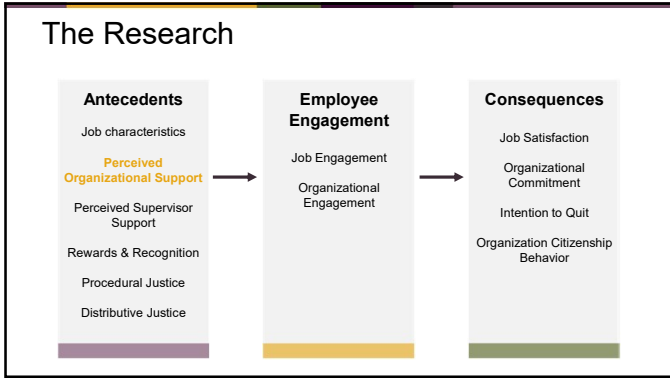 The Research
Antecedents
Job characteristics
Perceived
Organizational Support
Perceived Supervisor
Support
Rewards & Recognition
Procedural Justice
Distributive Justice
Employee
Engagement
Job Engagement
Organizational
Engagement
Consequences
Job Satisfaction
Organizational
Commitment
Intention to Quit
Organization Citizenship
Behavior